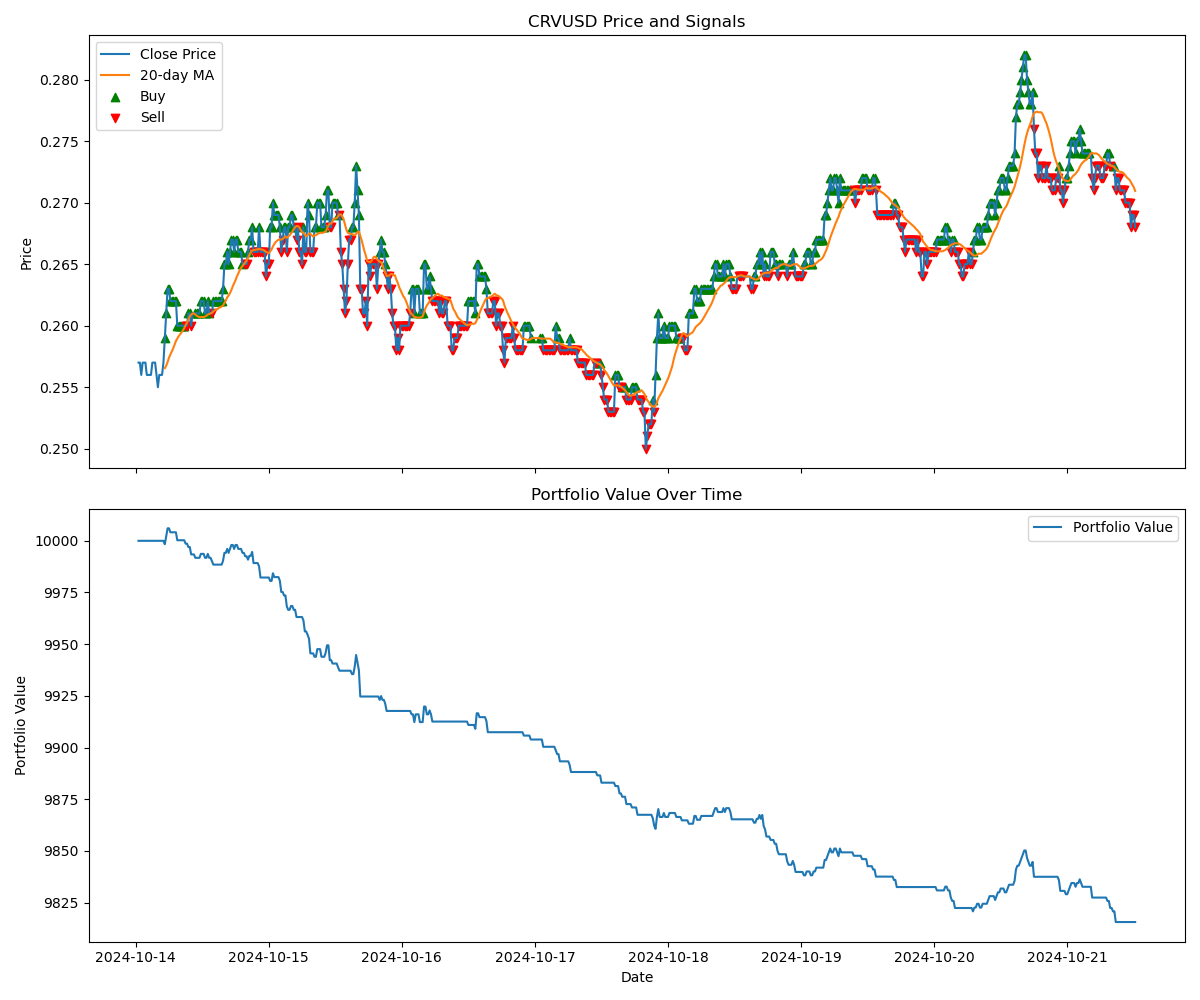 CRVUSD Price and Signals
Close Price
20-day MA
Buy
Sell
Price
0.280
0.275
0.270
0.265
0.260
0.255
0.250
Portfolio Value Over Time
Portfolio Value
Portfolio Value
10000
9975
9950
9925
9900
9875
9850
9825
2024-10-14 2024-10-15 2024-10-16 2024-10-17 2024-10-18 2024-10-19 2024-10-20 2024-10-21
Date